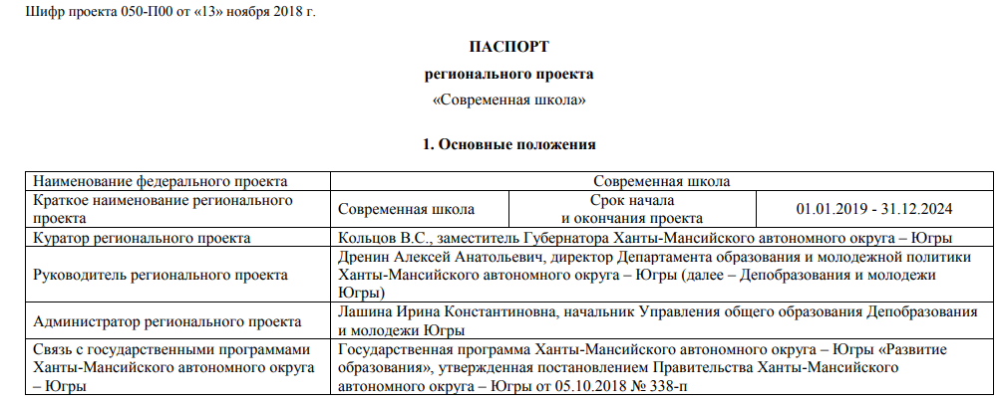 Шифр проекта 050-П00 от «13» ноября 2018 г.
ПАСПОРТ
регионального проекта
«Современная школа»
1. Основные положения
Наименование федерального проекта
Современная школа
Краткое наименование регионального
проекта
Современная школа
Срок начала
и окончания проекта
01.01.2019 - 31.12.2024
Куратор регионального проекта
Кольцов В.С., заместитель Губернатора Ханты-Мансийского автономного округа – Югры
Руководитель регионального проекта
Дренин Алексей Анатольевич, директор Департамента образования и молодежной политики
Ханты-Мансийского автономного округа – Югры (далее – Депобразования и молодежи
Югры)
Администратор регионального проекта
Лашина Ирина Константиновна, начальник Управления общего образования Депобразования
и молодежи Югры
Связь с государственными программами
Ханты-Мансийского автономного округа
– Югры
Государственная программа Ханты-Мансийского автономного округа – Югры «Развитие
образования», утвержденная постановлением Правительства Ханты-Мансийского
автономного округа – Югры от 05.10.2018 № 338-п